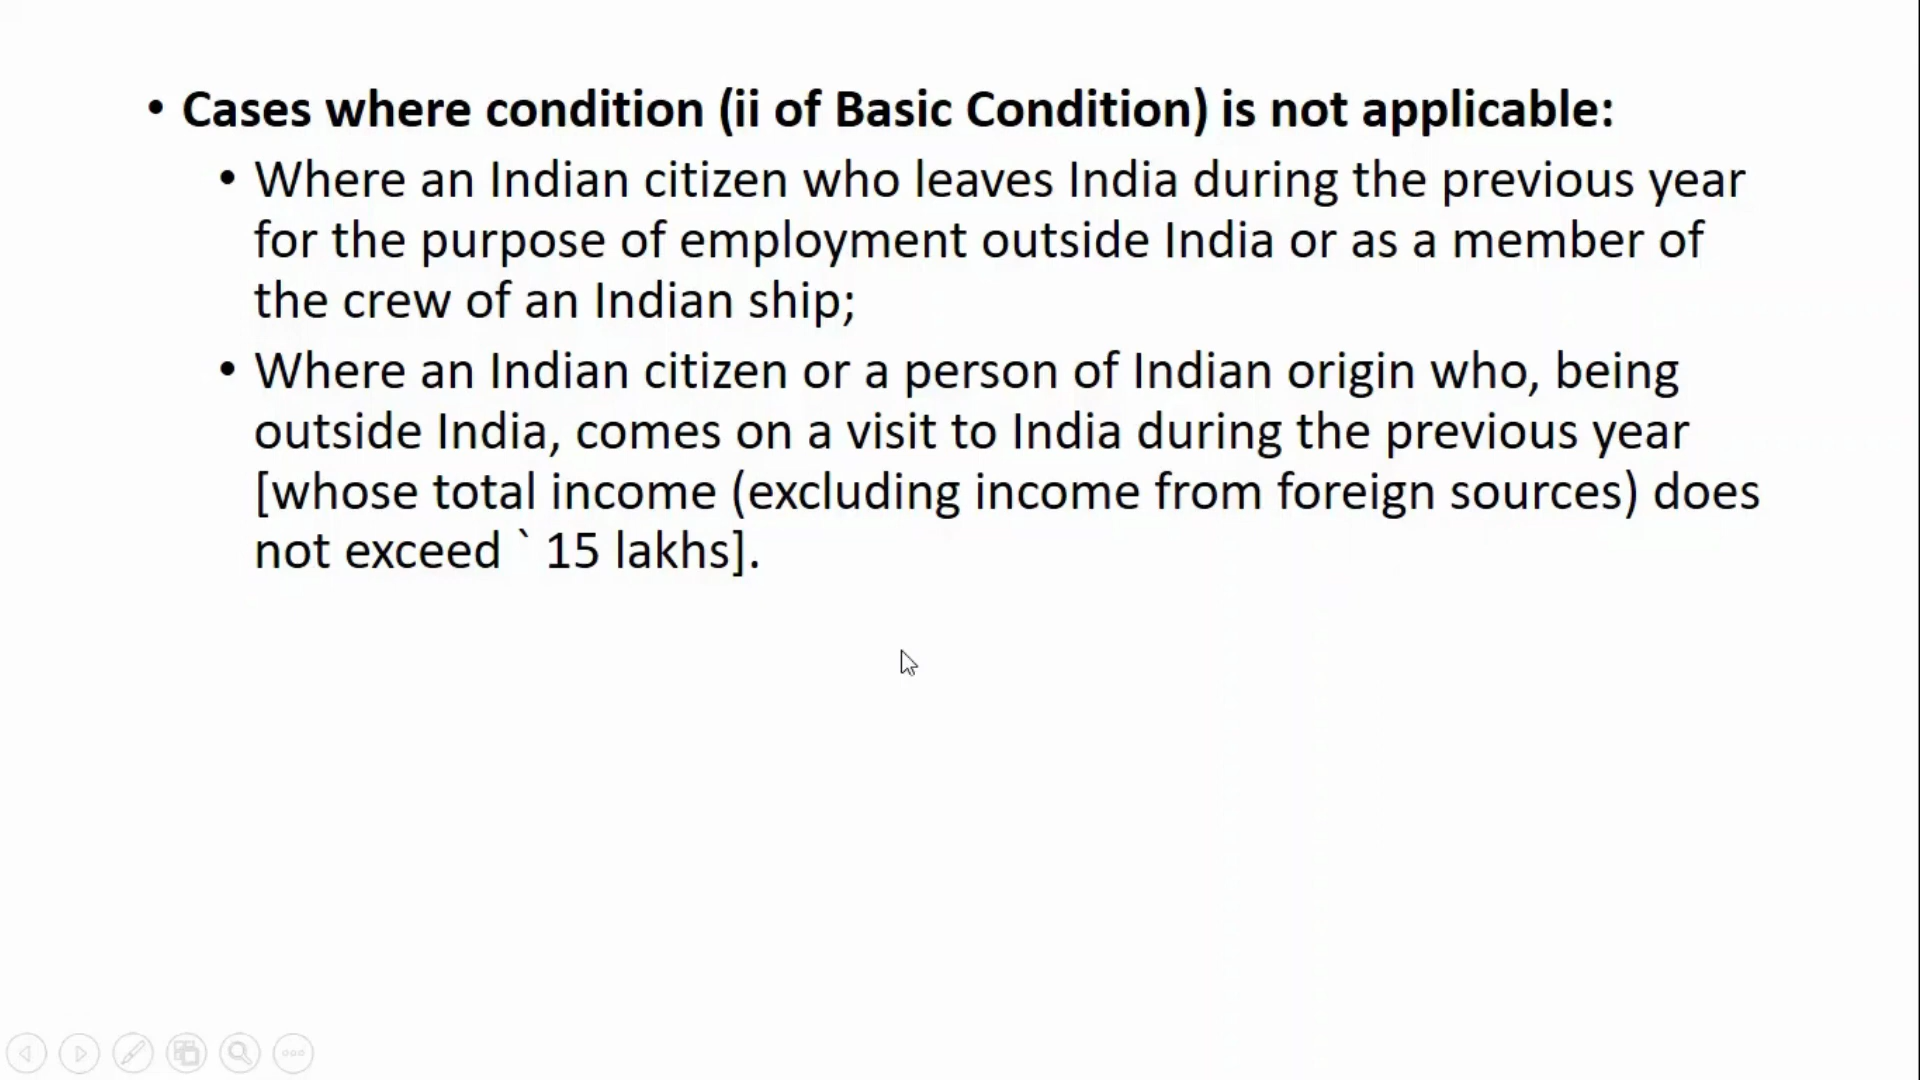 • Cases where condition (ii of Basic Condition) is not applicable:
• Where an Indian citizen who leaves India during the previous year
for the purpose of employment outside India or as a member of
the crew of an Indian ship;
• Where an Indian citizen or a person of Indian origin who, being
outside India, comes on a visit to India during the previous year
[whose total income (excluding income from foreign sources) does
not exceed ` 15 lakhs].